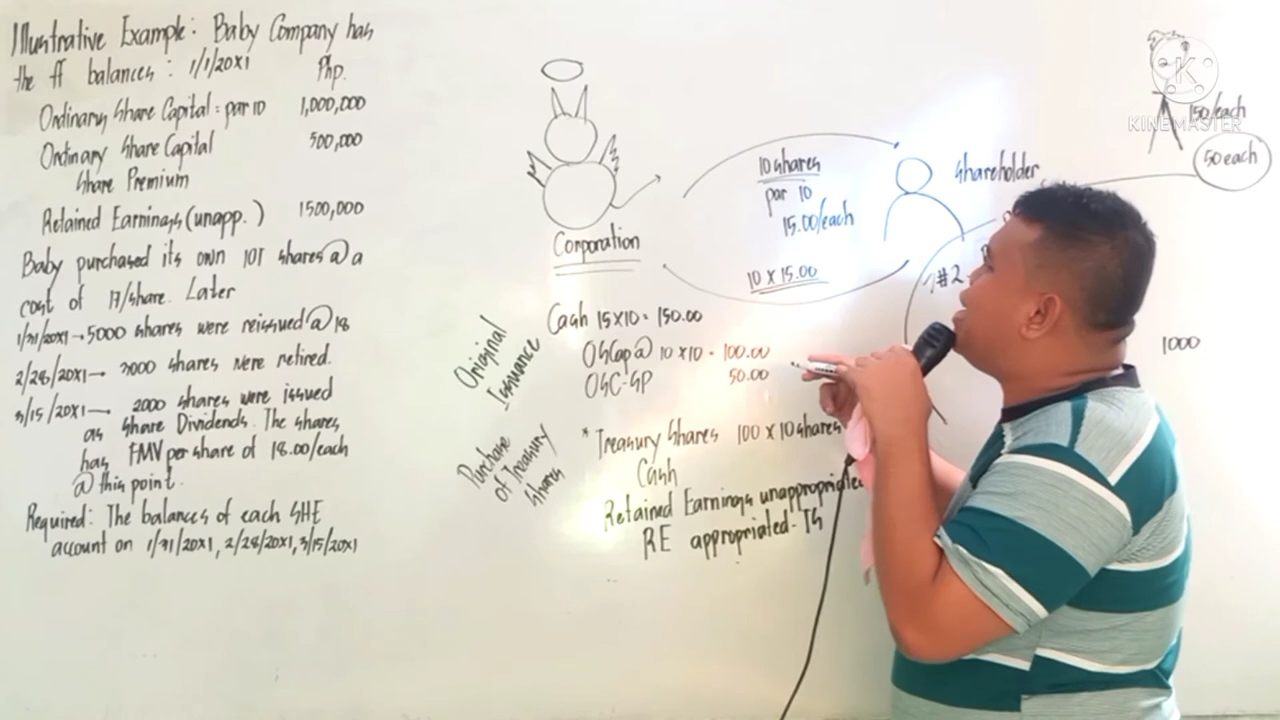 Illustrative Example: Baby Company has
the ff balances: 1/1/20X1 Php.
Ordinary Share Capital: par 10 1,000,000
Ordinary Share Capital 500,000
Share Premium
Retained Earnings (unapp.) 1500,000
Baby purchased its own 10T shares @ a
cost of 17/share. Later
1/31/20X1→5000 shares were reissued @ 18
2/28/20X1→ 3000 shares were retired.
3/15/20X1— 2000 shares were issued
as Share Dividends. The shares
has FMV per share of 18.00/each
@ this point.
Required: The balances of each SHE
account on 1/31/20X1, 2/28/20X1, 3/15/20X1
Corporation
10 shares
par 10
15.00/each
10 X 15.00
Shareholder
150/each
KINEMASTER
50 each
Original
Issuance
Cash 15X10 = 150.00
OSCap @ 10 X 10 = 100.00
OSC-SP 50.00
Purchase
of Treasury
Shares
* Treasury Shares 100 X 10 shares
Cash
Retained Earnings unappropriated
RE appropriated-TS
#2
1000
K